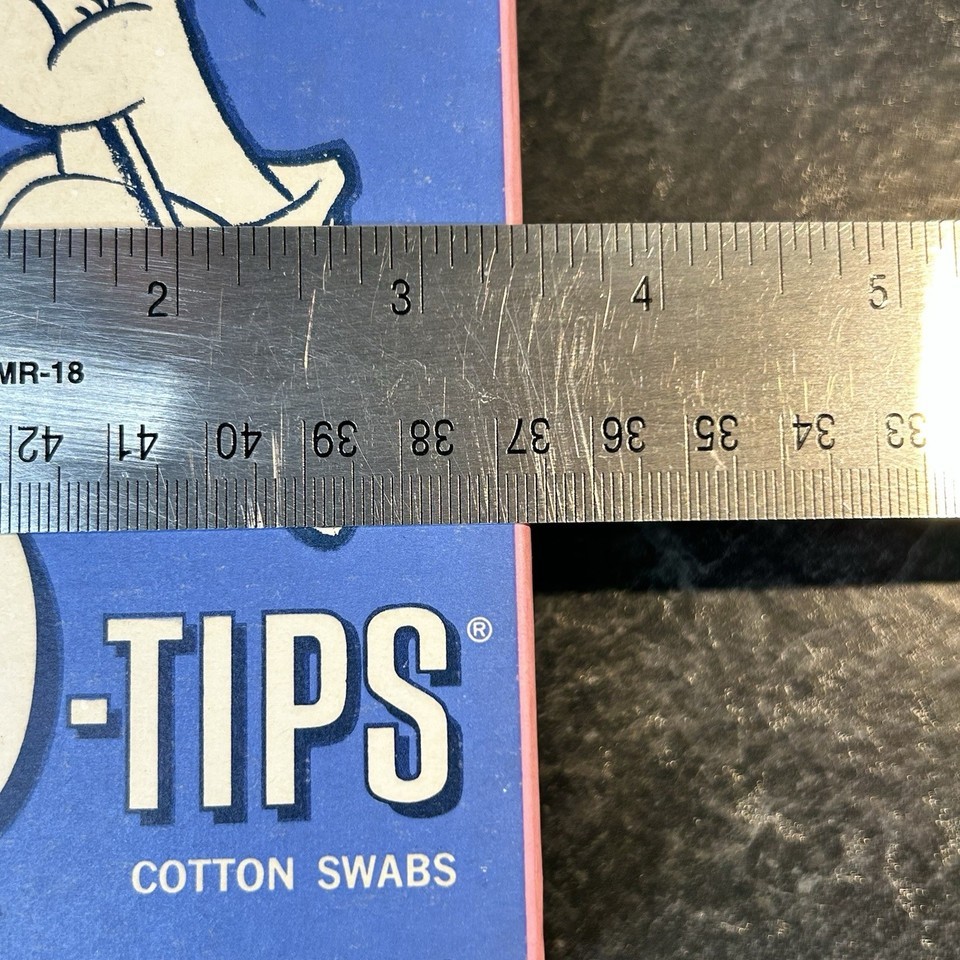 2 3 4 5
MR-18
42 41 40 39 38 37 36 35 34 33
-TIPS®
COTTON SWABS